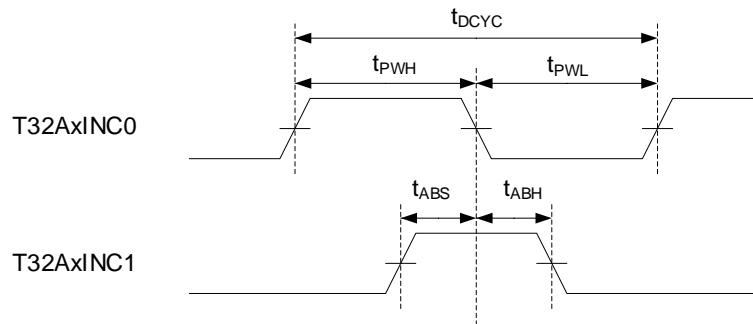 tDCYC
tPWH tPWL
T32AxINC0
tABS tABH
T32AxINC1